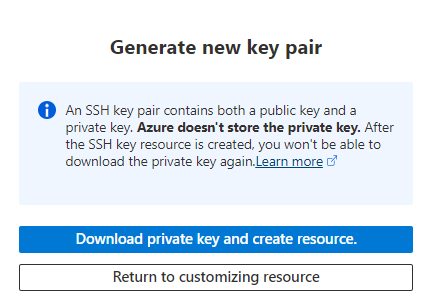 Generate new key pair
An SSH key pair contains both a public key and a
private key. Azure doesn't store the private key. After
the SSH key resource is created, you won't be able to
download the private key again.Learn more
Download private key and create resource.
Return to customizing resource